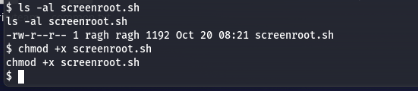 $ ls -al screenroot.sh
ls -al screenroot.sh
-rw-r--r-- 1 ragh ragh 1192 Oct 20 08:21 screenroot.sh
$ chmod +x screenroot.sh
chmod +x screenroot.sh
$